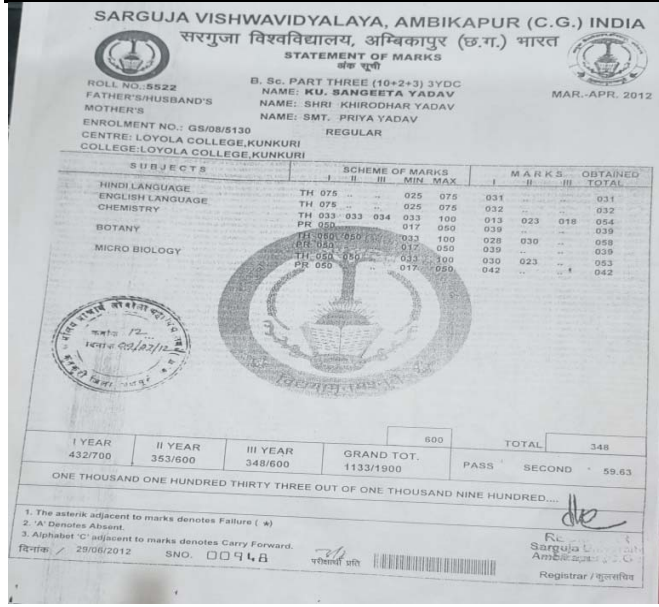 SARGUJA VISHWAVIDYALAYA, AMBIKAPUR (C.G.) INDIA
सरगुजा विश्वविद्यालय, अम्बिकापुर (छ.ग.) भारत
STATEMENT OF MARKS
अंक सूची
ROLL NO.:5522 B. Sc. PART THREE (10+2+3) 3YDC MAR.-APR. 2012
NAME: KU. SANGEETA YADAV
FATHER'S/HUSBAND'S NAME: SHRI KHIRODHAR YADAV
MOTHER'S NAME: SMT. PRIYA YADAV
ENROLMENT NO.: GS/08/5130 REGULAR
CENTRE: LOYOLA COLLEGE,KUNKURI
COLLEGE:LOYOLA COLLEGE,KUNKURI
SUBJECTS SCHEME OF MARKS MARKS OBTAINED
I II III MIN MAX I II III TOTAL
HINDI LANGUAGE TH 075 .. .. 025 075 031 .. .. 031
ENGLISH LANGUAGE TH 075 .. .. 025 075 032 .. .. 032
CHEMISTRY TH 033 033 034 033 100 013 023 018 054
PR 050 .. .. 017 050 039 .. .. 039
BOTANY TH 050 050 .. 033 100 028 030 .. 058
PR 050 .. .. 017 050 039 .. .. 039
MICRO BIOLOGY TH 050 050 .. 033 100 030 023 .. 053
PR 050 .. .. 017 050 042 .. .. 042
12
09/07/12
600 TOTAL 348
I YEAR II YEAR III YEAR GRAND TOT.
432/700 353/600 348/600 1133/1900 PASS SECOND 59.63
ONE THOUSAND ONE HUNDRED THIRTY THREE OUT OF ONE THOUSAND NINE HUNDRED....
1. The asterik adjacent to marks denotes Failure ( ★)
2. 'A' Denotes Absent.
3. Alphabet 'C' adjacent to marks denotes Carry Forward.
दिनांक / 29/06/2012 SNO. 00948 परीक्षार्थी प्रति
Sarguja
Registrar / कुलसचिव